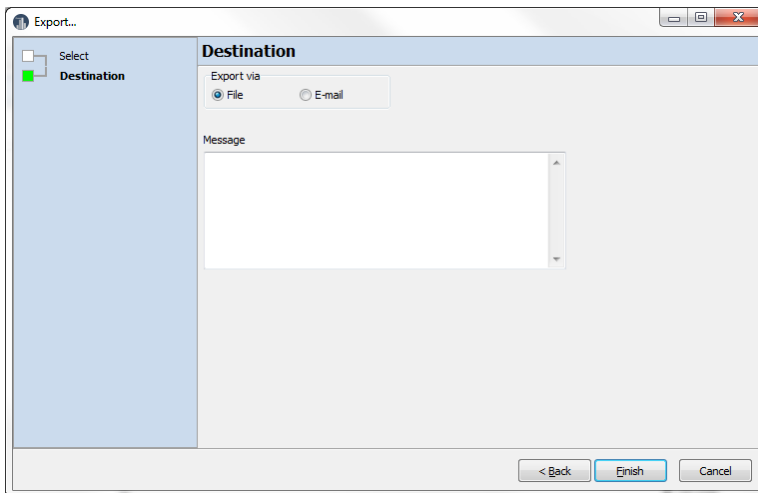 Export...
Select
Destination
Destination
Export via
File E-mail
Message
< Back Finish Cancel